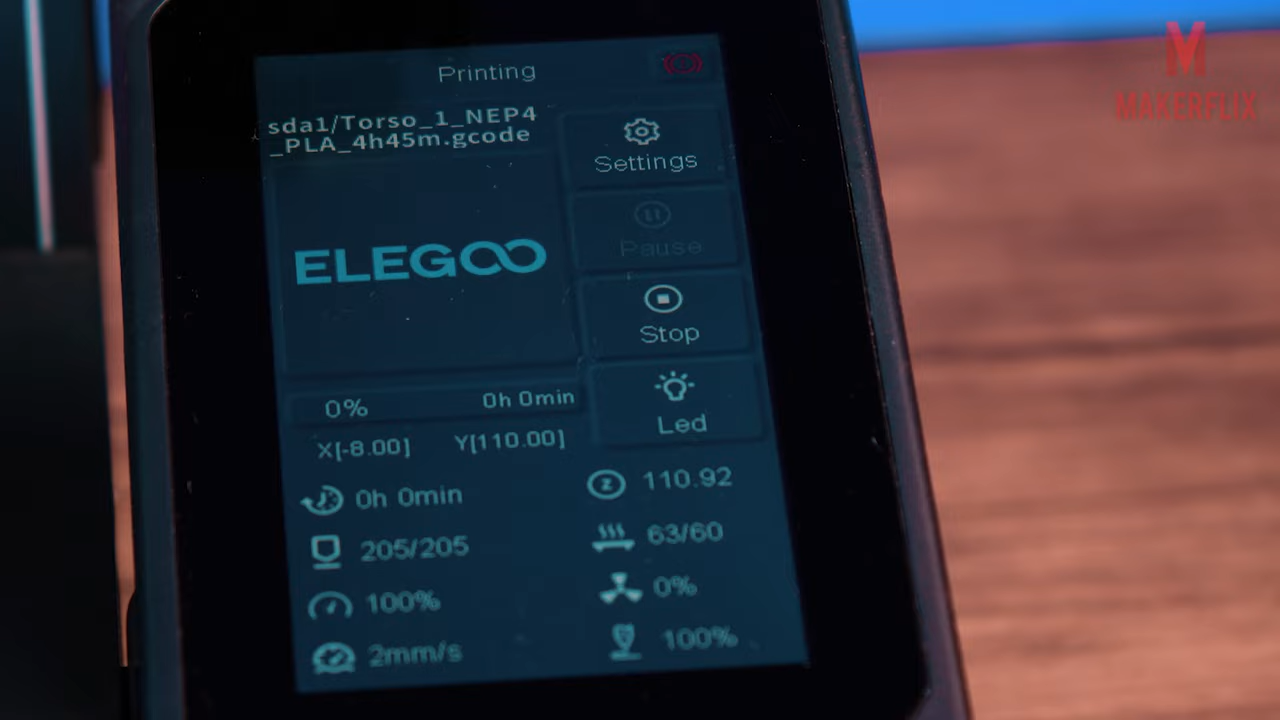 Printing
M
MAKERFLIX
sda1/Torso_1_NEP4
_PLA_4h45m.gcode
Settings
Pause
ELEGOO
Stop
0% 0h 0min
Led
X[-8.00] Y[110.00]
0h 0min 110.92
205/205 63/60
100% 0%
2mm/s 100%